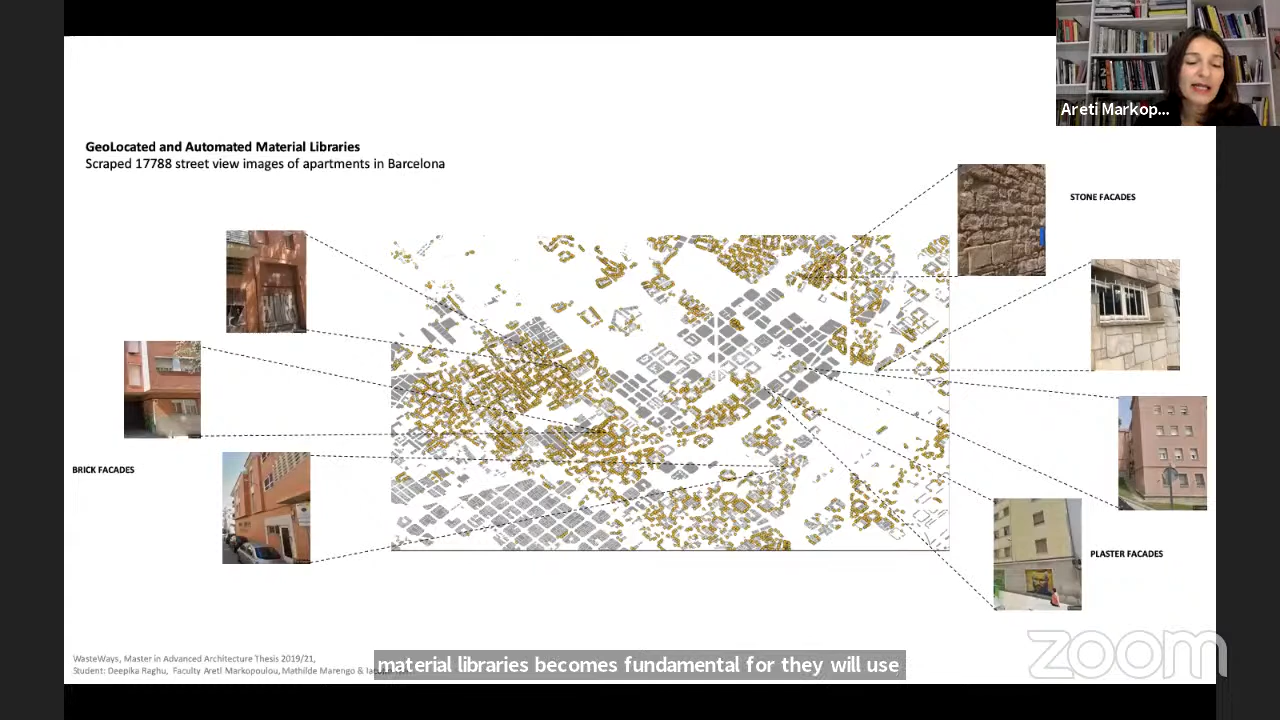 Areti Markop...
GeoLocated and Automated Material Libraries
Scraped 17788 street view images of apartments in Barcelona
STONE FACADES
BRICK FACADES
PLASTER FACADES
WasteWays, Master in Advanced Architecture Thesis 2019/21,
Student: Deepika Raghu, Faculty Areti Markopoulou, Mathilde Marengo &
material libraries becomes fundamental for they will use
zoom